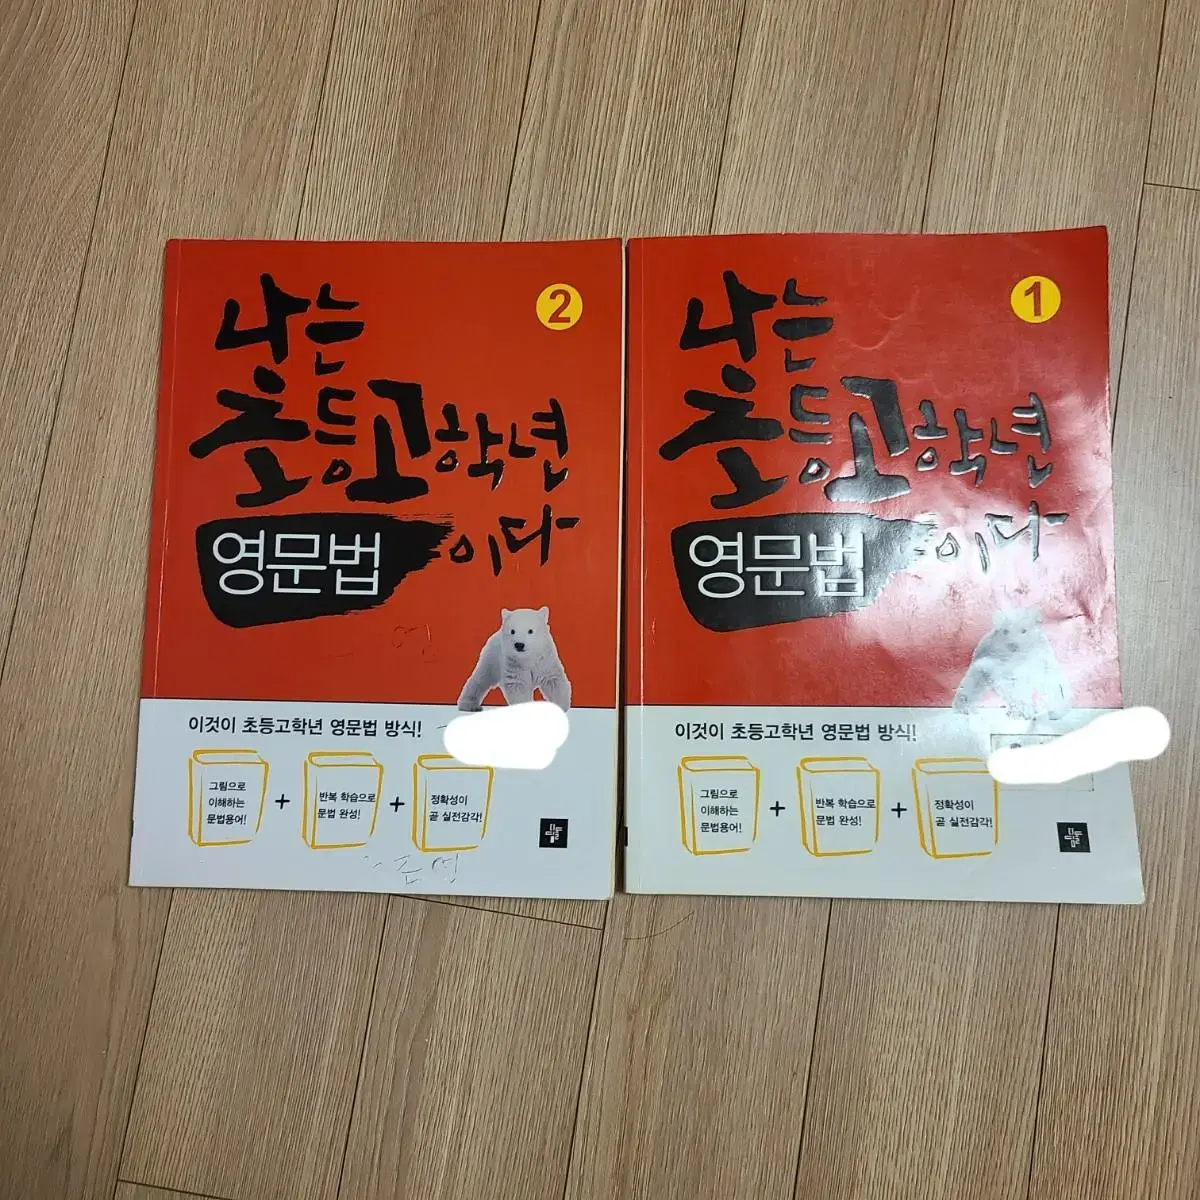 나는
초등고학년
이다
영문법
2
이것이 초등고학년 영문법 방식!
그림으로
이해하는
문법용어!
+
반복 학습으로
문법 완성!
+
정확성이
곧 실전감각!
디딤돌
나는
초등고학년
이다
영문법
1
이것이 초등고학년 영문법 방식!
그림으로
이해하는
문법용어!
+
반복 학습으로
문법 완성!
+
정확성이
곧 실전감각!
디딤돌